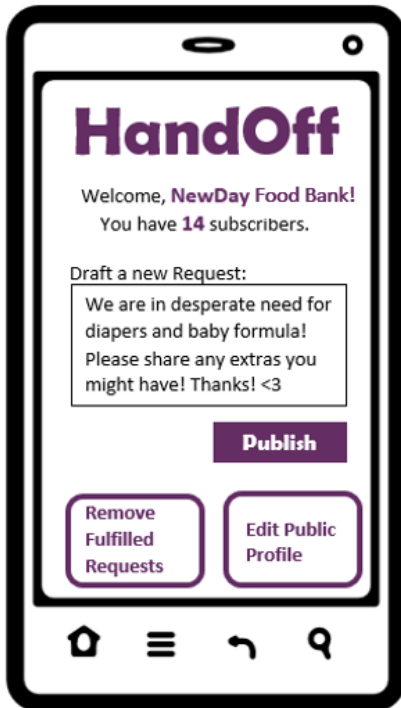 HandOff
Welcome, NewDay Food Bank!
You have 14 subscribers.
Draft a new Request:
We are in desperate need for
diapers and baby formula!
Please share any extras you
might have! Thanks! <3
Publish
Remove
Fulfilled
Requests
Edit Public
Profile